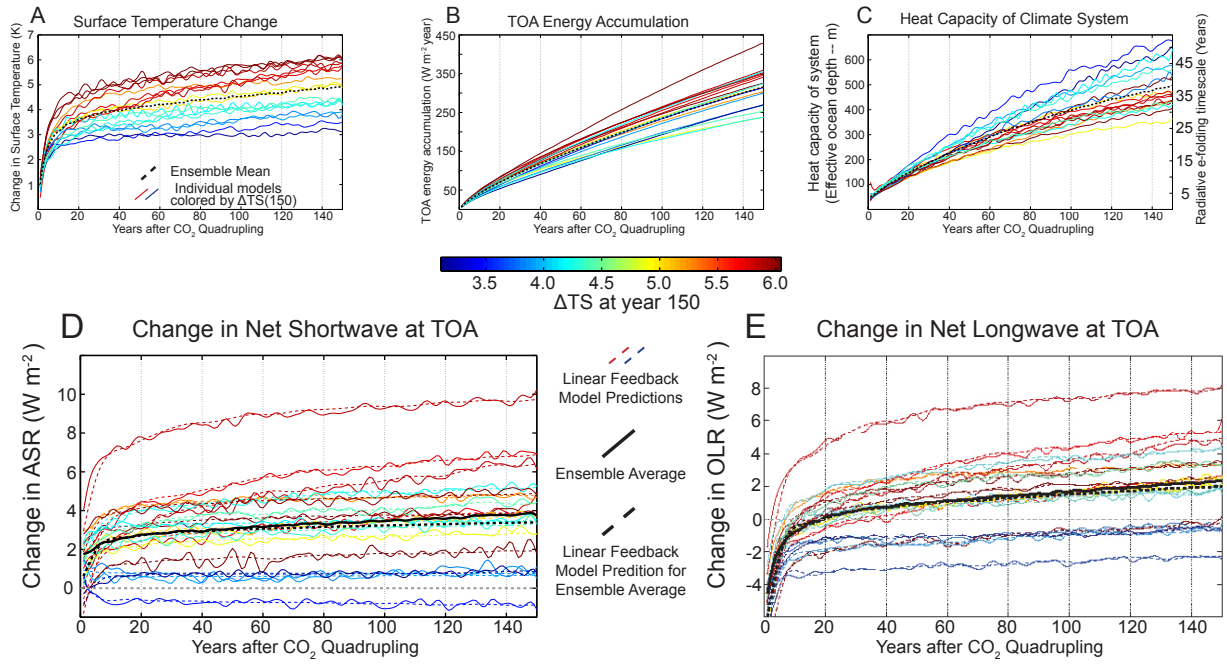 A Surface Temperature Change
Change in Surface Temperature (K)
7
6
5
4
3
2
1
Ensemble Mean
Individual models
colored by ΔTS(150)
0 20 40 60 80 100 120 140
Years after CO2 Quadrupling
B TOA Energy Accumulation
TOA energy accumulation (W m-2 year)
450
350
250
150
50
0 20 40 60 80 100 120 140
Years after CO2 Quadrupling
C Heat Capacity of Climate System
Heat capacity of system
(Effective ocean depth -- m)
600
500
400
300
200
100
45
35
25
15
5
Radiative e-folding timescale (Years)
0 20 40 60 80 100 120 140
Years after CO2 Quadrupling
3.5 4.0 4.5 5.0 5.5 6.0
ΔTS at year 150
D Change in Net Shortwave at TOA
Change in ASR (W m-2)
10
8
6
4
2
0
0 20 40 60 80 100 120 140
Years after CO2 Quadrupling
Linear Feedback
Model Predictions
Ensemble Average
Linear Feedback
Model Predition for
Ensemble Average
E Change in Net Longwave at TOA
Change in OLR (W m-2)
8
6
4
2
0
-2
-4
0 20 40 60 80 100 120 140
Years after CO2 Quadrupling